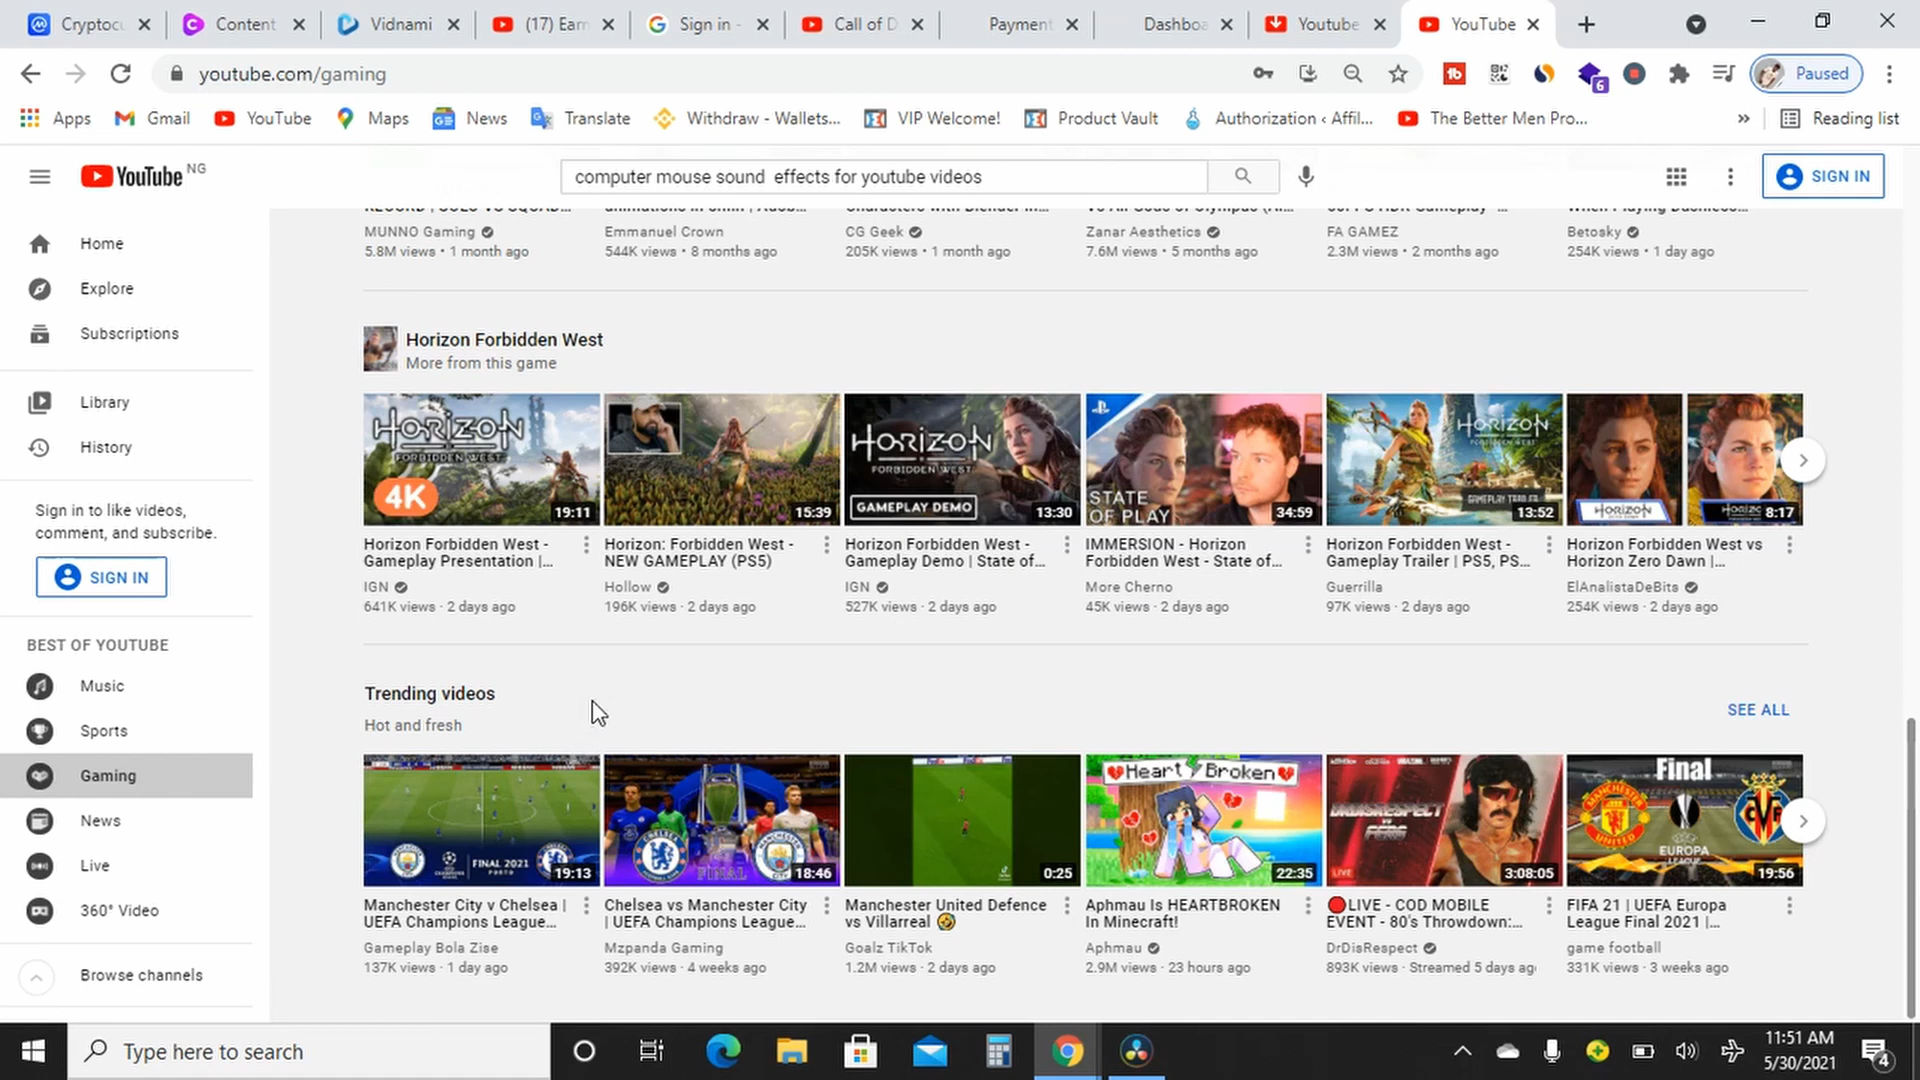 Cryptocu
Content
Vidnami
(17) Earn
Sign in -
Call of D
Payment
Dashboa
Youtube
YouTube
youtube.com/gaming
6
Paused
Apps
Gmail
YouTube
Maps
News
Translate
Withdraw - Wallets...
VIP Welcome!
Product Vault
Authorization ‹ Affil...
The Better Men Pro...
»
Reading list
YouTube NG
computer mouse sound  effects for youtube videos
SIGN IN
Home
Explore
Subscriptions
Library
History
Sign in to like videos,
comment, and subscribe.
SIGN IN
BEST OF YOUTUBE
Music
Sports
Gaming
News
Live
360° Video
Browse channels
MUNNO Gaming
5.8M views • 1 month ago
Emmanuel Crown
544K views • 8 months ago
CG Geek
205K views • 1 month ago
Zanar Aesthetics
7.6M views • 5 months ago
FA GAMEZ
2.3M views • 2 months ago
Betosky
254K views • 1 day ago
Horizon Forbidden West
More from this game
HORIZON
FORBIDDEN WEST
4K
19:11
15:39
HORIZON
FORBIDDEN WEST
GAMEPLAY DEMO
13:30
STATE
OF PLAY
34:59
HORIZON
FORBIDDEN WEST
GAMEPLAY TRAILER
13:52
HORIZON
8:17
Horizon Forbidden West -
Gameplay Presentation |...
IGN
641K views · 2 days ago
Horizon: Forbidden West -
NEW GAMEPLAY (PS5)
Hollow
196K views · 2 days ago
Horizon Forbidden West -
Gameplay Demo | State of...
IGN
527K views · 2 days ago
IMMERSION - Horizon
Forbidden West - State of...
More Cherno
45K views · 2 days ago
Horizon Forbidden West -
Gameplay Trailer | PS5, PS...
Guerrilla
97K views · 2 days ago
Horizon Forbidden West vs
Horizon Zero Dawn |...
ElAnalistaDeBits
254K views · 2 days ago
Trending videos
Hot and fresh
SEE ALL
FINAL 2021
PORTO
19:13
FINAL
18:46
0:25
Heart Broken
22:35
DRDISRESPECT
LIVE
3:08:05
Final
MANCHESTER
UNITED
EUROPA
LEAGUE
19:56
Manchester City v Chelsea |
UEFA Champions League...
Gameplay Bola Zise
137K views · 1 day ago
Chelsea vs Manchester City
| UEFA Champions League...
Mzpanda Gaming
392K views · 4 weeks ago
Manchester United Defence
vs Villarreal 🤣
Goalz TikTok
1.2M views · 2 days ago
Aphmau Is HEARTBROKEN
In Minecraft!
Aphmau
2.9M views · 23 hours ago
🔴LIVE - COD MOBILE
EVENT - 80's Throwdown:...
DrDisRespect
893K views · Streamed 5 days ag
FIFA 21 | UEFA Europa
League Final 2021 |...
game football
331K views · 3 weeks ago
Type here to search
11:51 AM
5/30/2021
4